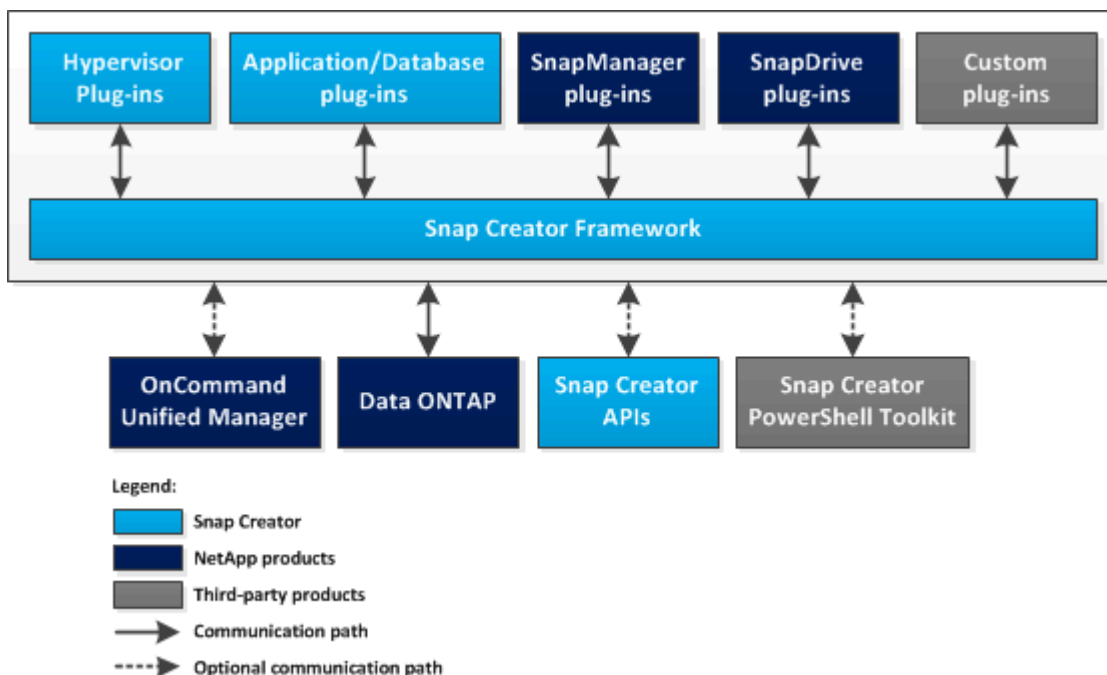 Hypervisor
Plug-ins
Application/Database
plug-ins
SnapManager
plug-ins
SnapDrive
plug-ins
Custom
plug-ins
Snap Creator Framework
OnCommand
Unified Manager
Data ONTAP
Snap Creator
APIs
Snap Creator
PowerShell Toolkit
Legend:
Snap Creator
NetApp products
Third-party products
Communication path
Optional communication path